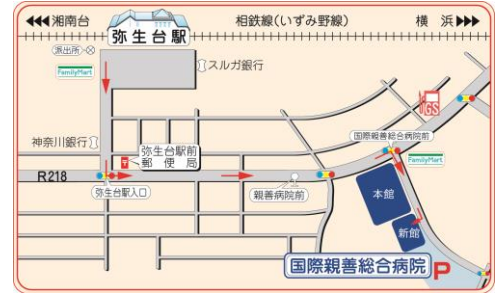 ◀◀◀湘南台
相鉄線(いずみ野線)
横 浜▶▶▶
弥生台駅
派出所
FamilyMart
スルガ銀行
GS
神奈川銀行
弥生台駅前
郵便局
国際親善総合病院前
FamilyMart
R218
弥生台駅入口
親善病院前
本館
新館
国際親善総合病院
P